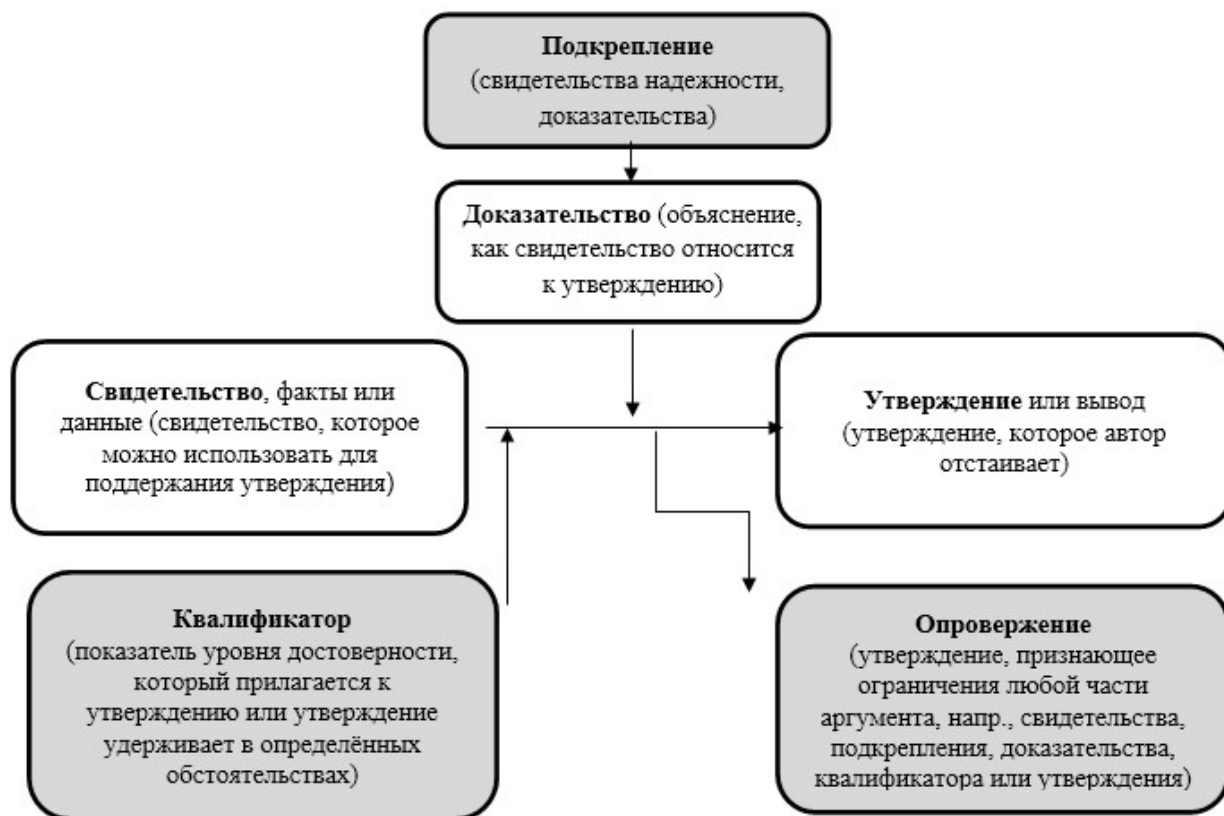 Подкрепление
(свидетельства надежности,
доказательства)
Доказательство (объяснение,
как свидетельство относится
к утверждению)
Свидетельство, факты или
данные (свидетельство, которое
можно использовать для
поддержания утверждения)
Утверждение или вывод
(утверждение, которое автор
отстаивает)
Квалификатор
(показатель уровня достоверности,
который прилагается к
утверждению или утверждение
удерживает в определённых
обстоятельствах)
Опровержение
(утверждение, признающее
ограничения любой части
аргумента, напр., свидетельства,
подкрепления, доказательства,
квалификатора или утверждения)